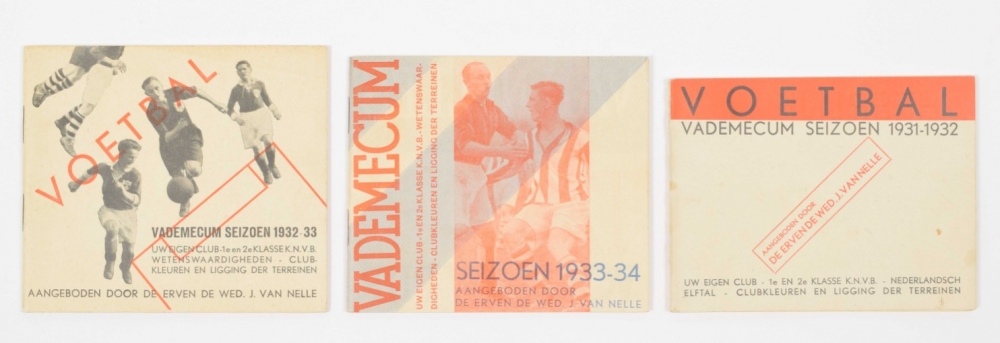 VOETBAL
VADEMECUM SEIZOEN 1932-33
UW EIGEN CLUB - 1e en 2e KLASSE K.N.V.B.
WETENSWAARDIGHEDEN - CLUB-
KLEUREN EN LIGGING DER TERREINEN
AANGEBODEN DOOR DE ERVEN DE WED. J. VAN NELLE
VADEMECUM
UW EIGEN CLUB - 1e EN 2e KLASSE K.N.V.B. - WETENSWAAR-
DIGHEDEN - CLUBKLEUREN EN LIGGING DER TERREINEN
SEIZOEN 1933-34
AANGEBODEN DOOR
DE ERVEN DE WED. J. VAN NELLE
VOETBAL
VADEMECUM SEIZOEN 1931-1932
AANGEBODEN DOOR
DE ERVEN DE WED. J. VAN NELLE
UW EIGEN CLUB - 1e EN 2e KLASSE K.N.V.B. - NEDERLANDSCH
ELFTAL - CLUBKLEUREN EN LIGGING DER TERREINEN